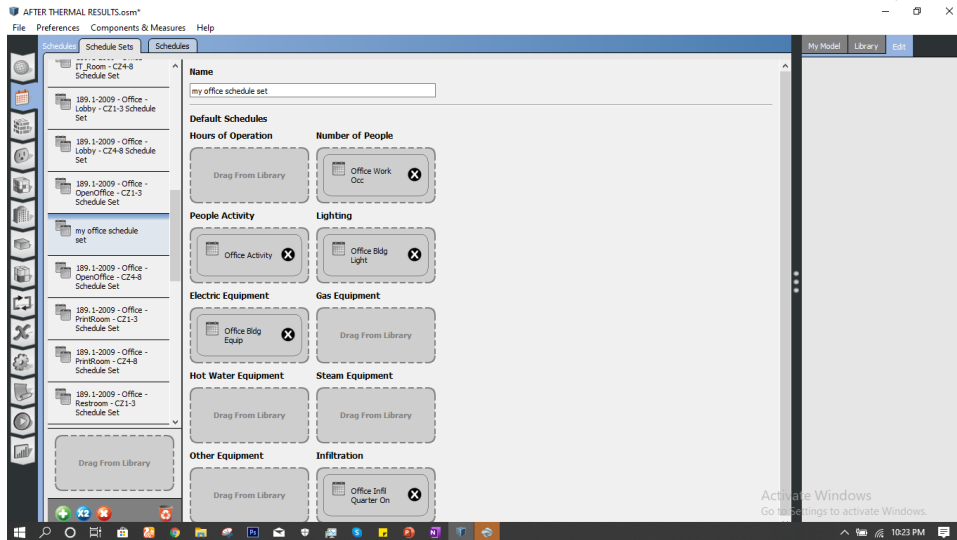 AFTER THERMAL RESULTS.osm*
File Preferences Components & Measures Help
Schedules Schedule Sets Schedules
My Model Library Edit
IT_Room - CZ4-8
Schedule Set
189.1-2009 - Office -
Lobby - CZ1-3 Schedule
Set
189.1-2009 - Office -
Lobby - CZ4-8 Schedule
Set
189.1-2009 - Office -
OpenOffice - CZ1-3
Schedule Set
my office schedule
set
189.1-2009 - Office -
OpenOffice - CZ4-8
Schedule Set
189.1-2009 - Office -
PrintRoom - CZ1-3
Schedule Set
189.1-2009 - Office -
PrintRoom - CZ4-8
Schedule Set
189.1-2009 - Office -
Restroom - CZ1-3
Schedule Set
Drag From Library
X2
Name
my office schedule set
Default Schedules
Hours of Operation Number of People
Drag From Library
Office Work
Occ
People Activity Lighting
Office Activity
Office Bldg
Light
Electric Equipment Gas Equipment
Office Bldg
Equip
Drag From Library
Hot Water Equipment Steam Equipment
Drag From Library Drag From Library
Other Equipment Infiltration
Drag From Library
Office Infil
Quarter On
Activate Windows
Go to Settings to activate Windows.
10:23 PM